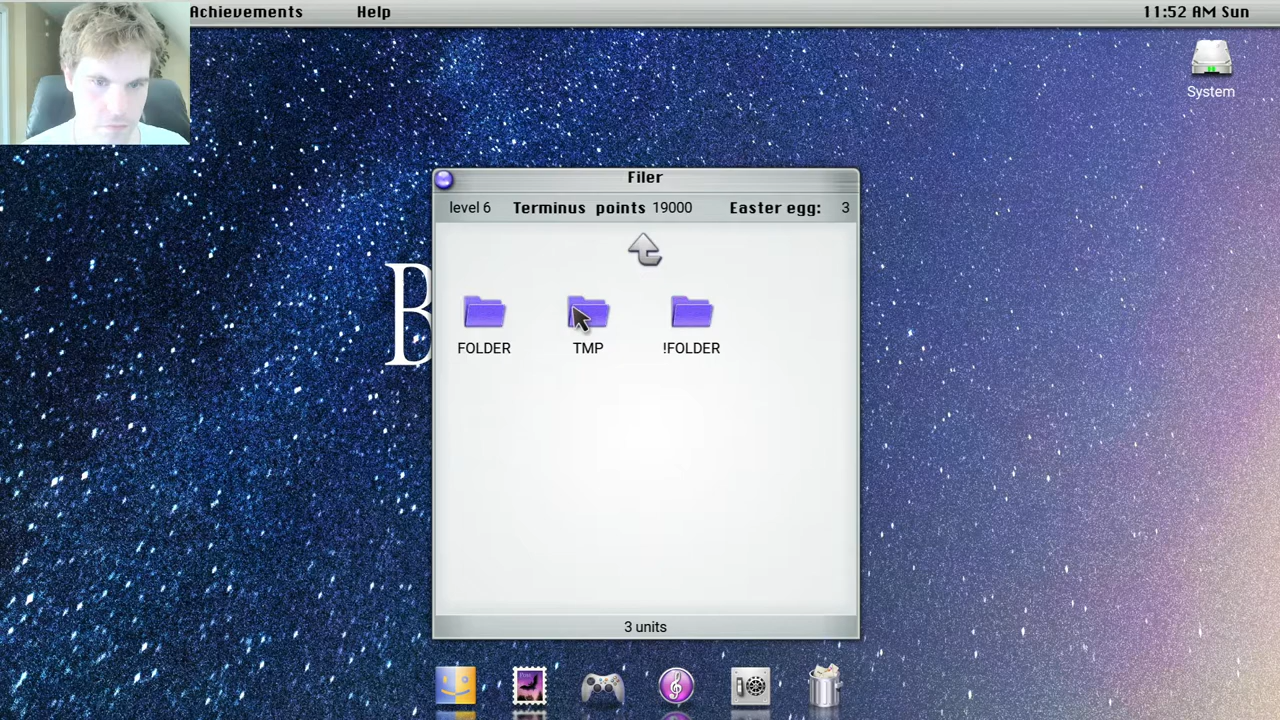 Achievements Help 11:52 AM Sun
System
Filer
level 6 Terminus points 19000 Easter egg: 3
B
FOLDER TMP !FOLDER
3 units